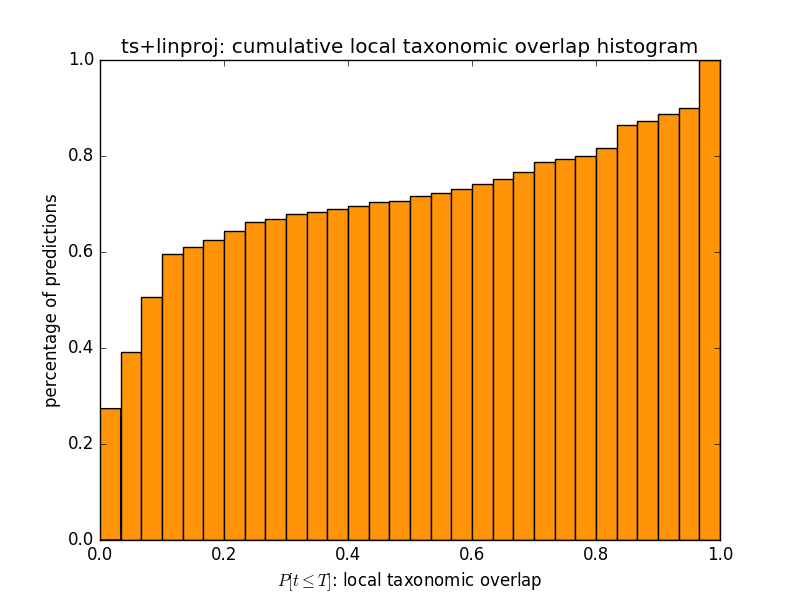 ts+linproj: cumulative local taxonomic overlap histogram
1.0
0.8
0.6
0.4
0.2
0.0
percentage of predictions
0.0 0.2 0.4 0.6 0.8 1.0
P[t ≤ T]: local taxonomic overlap